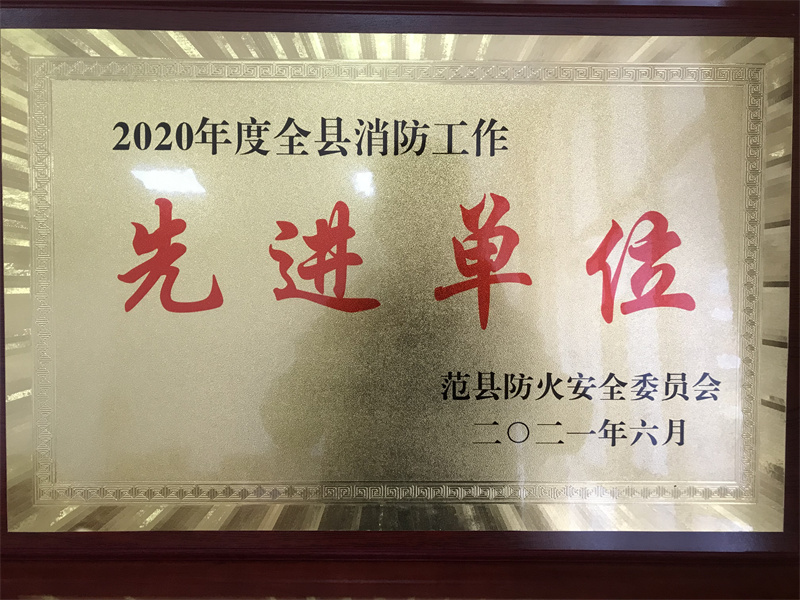 2020年度全县消防工作
先进单位
范县防火安全委员会
二〇二一年六月